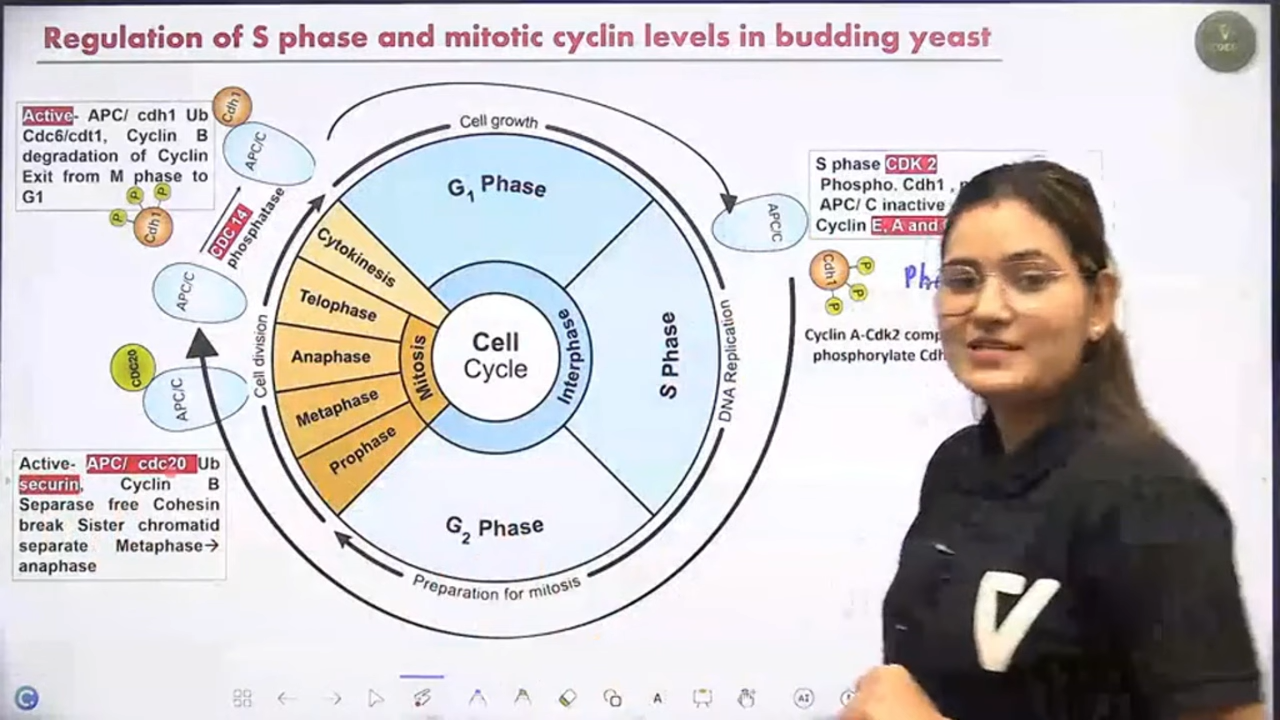 Regulation of S phase and mitotic cyclin levels in budding yeast
Active- APC/ cdh1 Ub
Cdc6/cdt1, Cyclin B
degradation of Cyclin
Exit from M phase to
G1
Cdh1
APC/C
P
P
P
Cdh1
CDC 14
phosphatase
APC/C
CDC20
APC/C
Active- APC/ cdc20 Ub
securin, Cyclin B
Separase free Cohesin
break Sister chromatid
separate Metaphase→
anaphase
Cell growth
G1 Phase
Cytokinesis
Telophase
Anaphase
Metaphase
Prophase
Mitosis
Cell division
Cell
Cycle
Interphase
S Phase
DNA Replication
G2 Phase
Preparation for mitosis
APC/C
S phase CDK 2
Phospho. Cdh1 ,
APC/ C inactive
Cyclin E, A and
Cdh1
P
P
P
Cyclin A-Cdk2
phosphorylate
V
AI
A